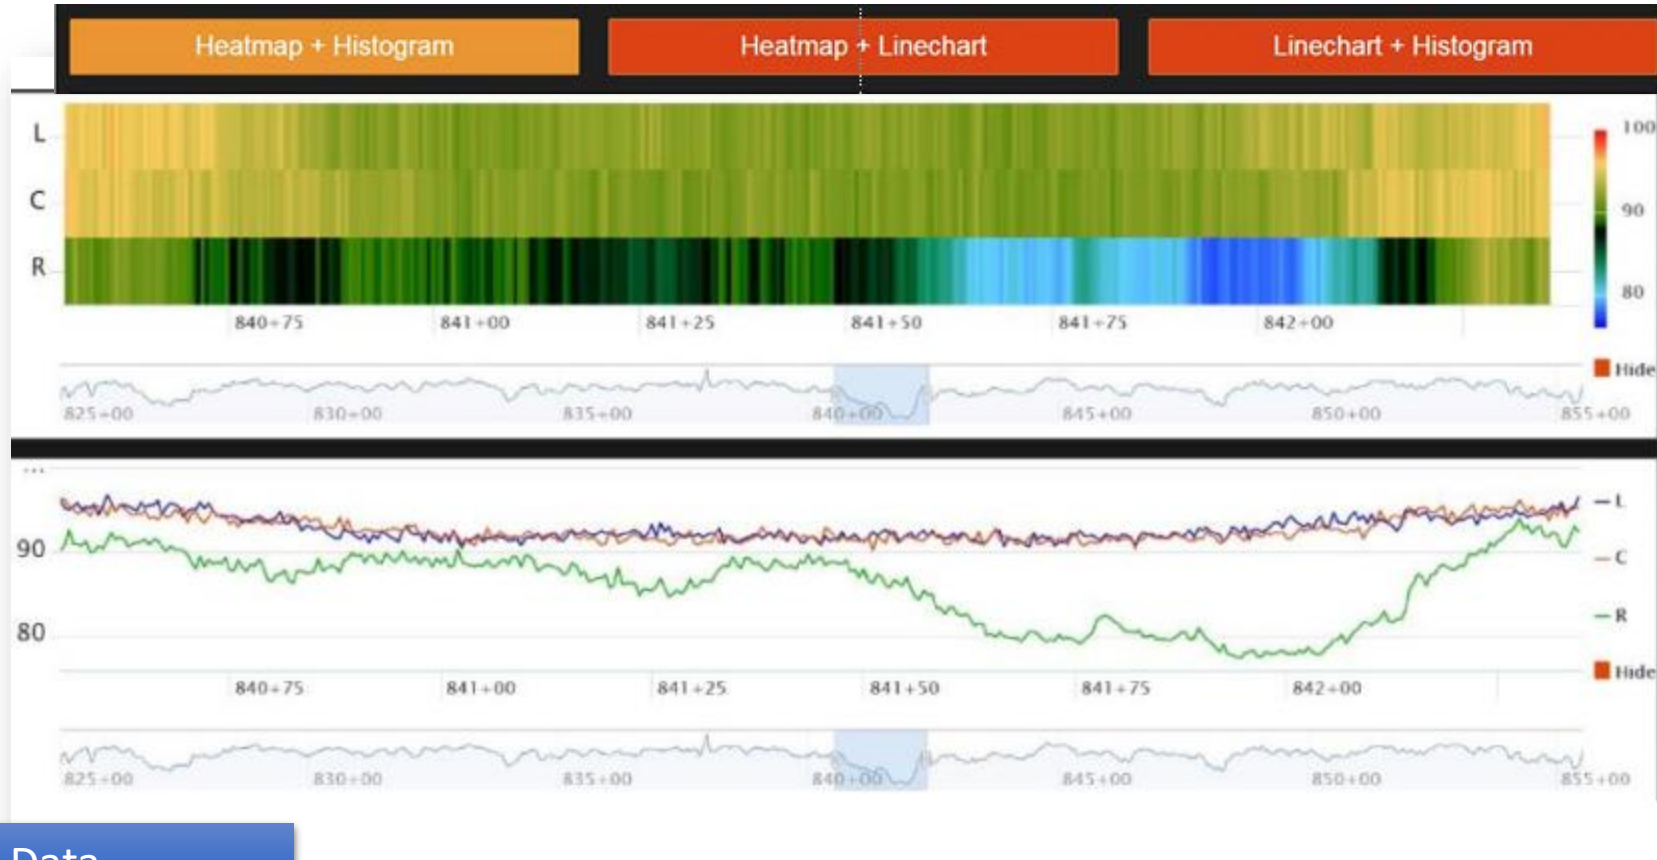 Heatmap + Histogram
Heatmap + Linechart
Linechart + Histogram
L
C
R
100
90
80
840+75
841+00
841+25
841+50
841+75
842+00
Hide
825+00
830+00
835+00
840+00
845+00
850+00
855+00
...
90
80
L
C
R
Hide
840+75
841+00
841+25
841+50
841+75
842+00
825+00
830+00
835+00
840+00
845+00
850+00
855+00
Data